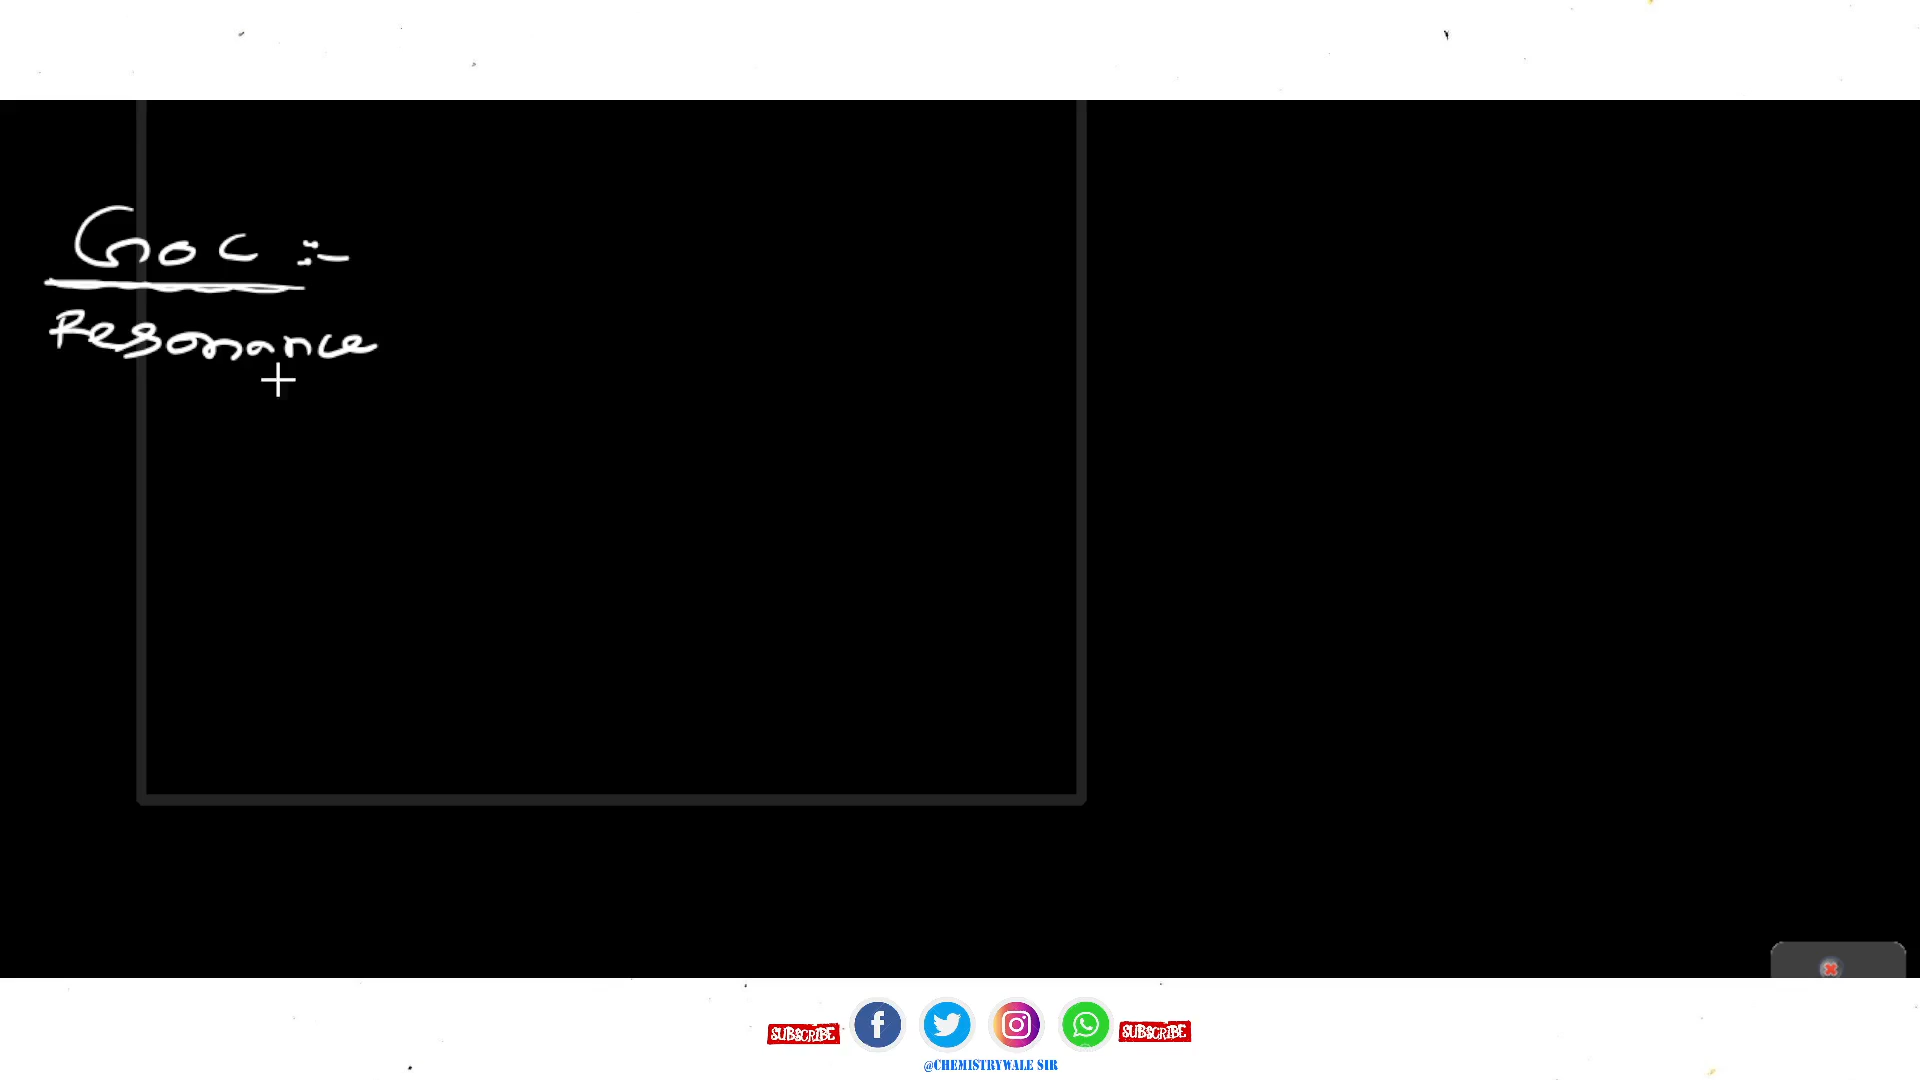 GOC :-
Resonance
SUBSCRIBE
SUBSCRIBE
@CHEMISTRYWALE SIR